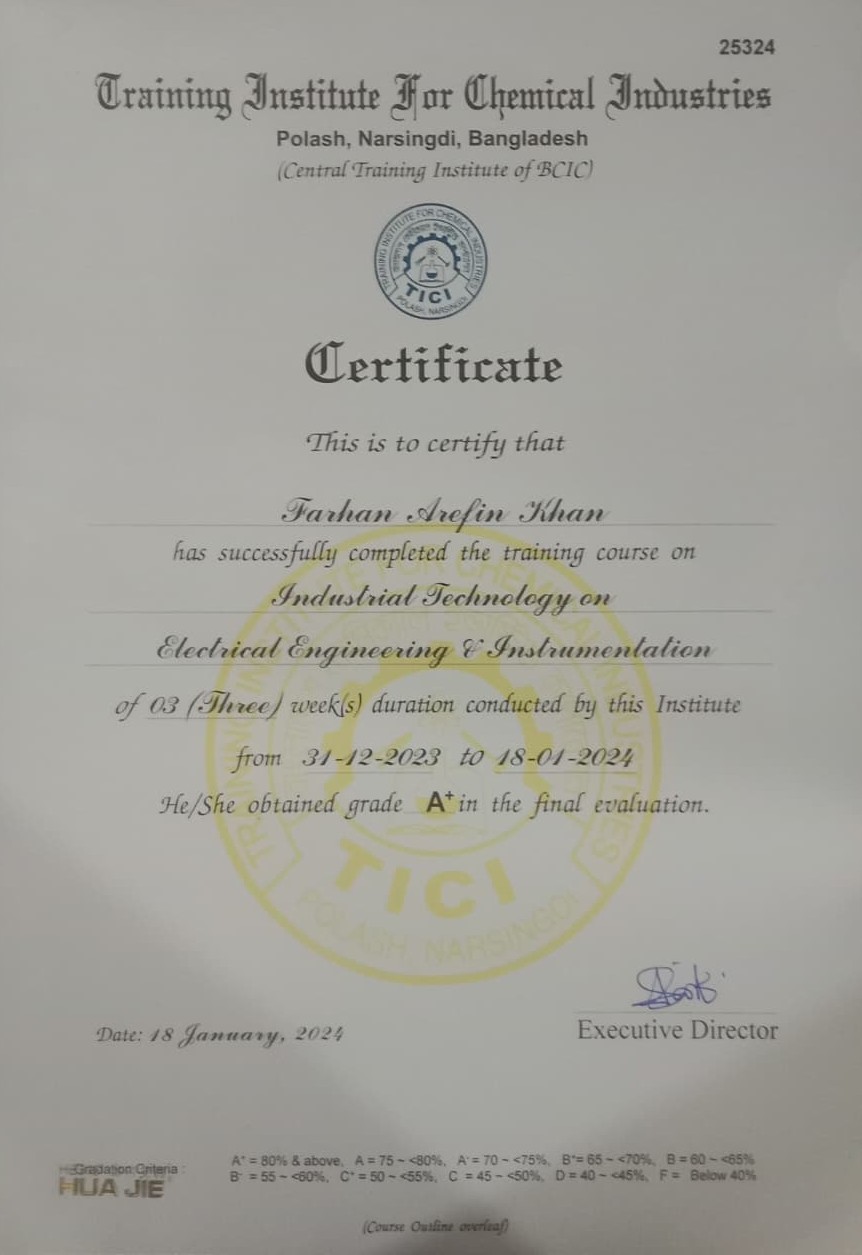 25324
Training Institute For Chemical Industries
Polash, Narsingdi, Bangladesh
(Central Training Institute of BCIC)
TRAINING INSTITUTE FOR CHEMICAL INDUSTRIES
TICI
POLASH, NARSINGDI
Certificate
This is to certify that
Farhan Arefin Khan
has successfully completed the training course on
Industrial Technology on
Electrical Engineering & Instrumentation
of 03 (Three) week(s) duration conducted by this Institute
from 31-12-2023 to 18-01-2024
He/She obtained grade A+ in the final evaluation.
TRAINING INSTITUTE FOR CHEMICAL INDUSTRIES
TICI
POLASH, NARSINGDI
Date: 18 January, 2024
Executive Director
Gradation Criteria :
HUA JIE
A+ = 80% & above, A = 75 ~ <80%, A- = 70 ~ <75%, B+= 65 ~ <70%, B = 60 ~ <65%
B- = 55 ~ <60%, C+ = 50 ~ <55%, C = 45 ~ <50%, D = 40 ~ <45%, F = Below 40%
(Course Outline overleaf)